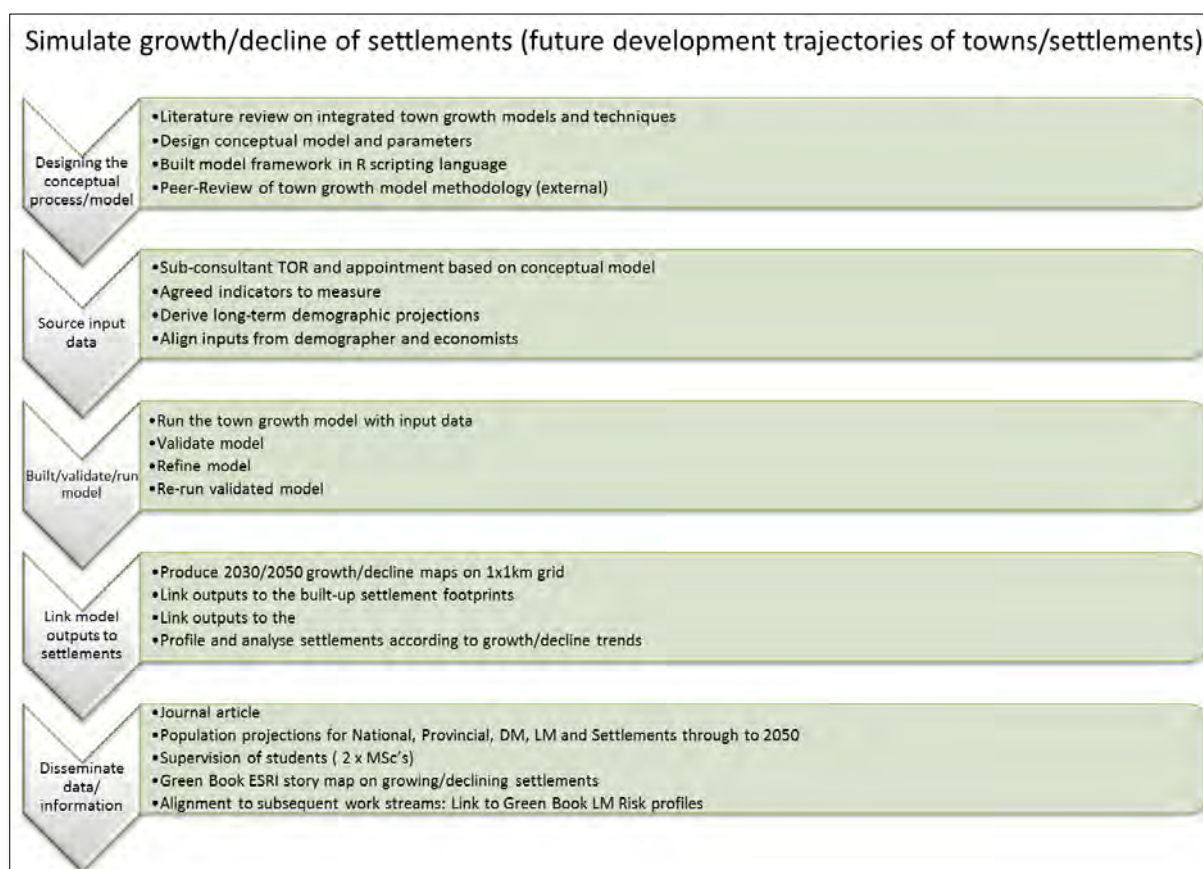 Simulate growth/decline of settlements (future development trajectories of towns/settlements)
Designing the
conceptual
process/model
•Literature review on integrated town growth models and techniques
•Design conceptual model and parameters
•Built model framework in R scripting language
•Peer-Review of town growth model methodology (external)
Source input
data
•Sub-consultant TOR and appointment based on conceptual model
•Agreed indicators to measure
•Derive long-term demographic projections
•Align inputs from demographer and economists
Built/validate/run
model
•Run the town growth model with input data
•Validate model
•Refine model
•Re-run validated model
Link model
outputs to
settlements
•Produce 2030/2050 growth/decline maps on 1x1km grid
•Link outputs to the built-up settlement footprints
•Link outputs to the
•Profile and analyse settlements according to growth/decline trends
Disseminate
data/
information
•Journal article
•Population projections for National, Provincial, DM, LM and Settlements through to 2050
•Supervision of students ( 2 x MSc's)
•Green Book ESRI story map on growing/declining settlements
•Alignment to subsequent work streams: Link to Green Book LM Risk profiles